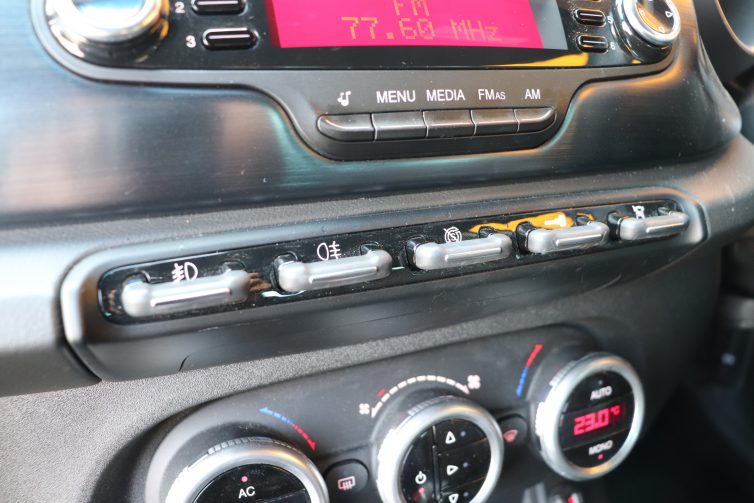 FM
77.60 MHz
2
3
MENU MEDIA FMAS AM
AUTO
23.0 °F
MONO
AC